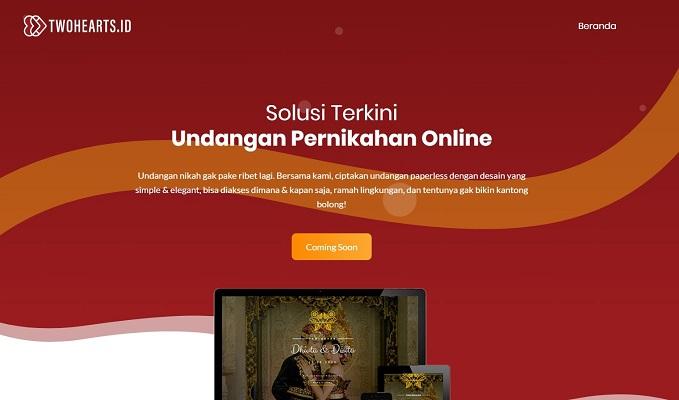 TWOHEARTS.ID
Beranda
Solusi Terkini
Undangan Pernikahan Online
Undangan nikah gak pake ribet lagi. Bersama kami, ciptakan undangan paperless dengan desain yang
simple & elegant, bisa diakses dimana & kapan saja, ramah lingkungan, dan tentunya gak bikin kantong
bolong!
Coming Soon